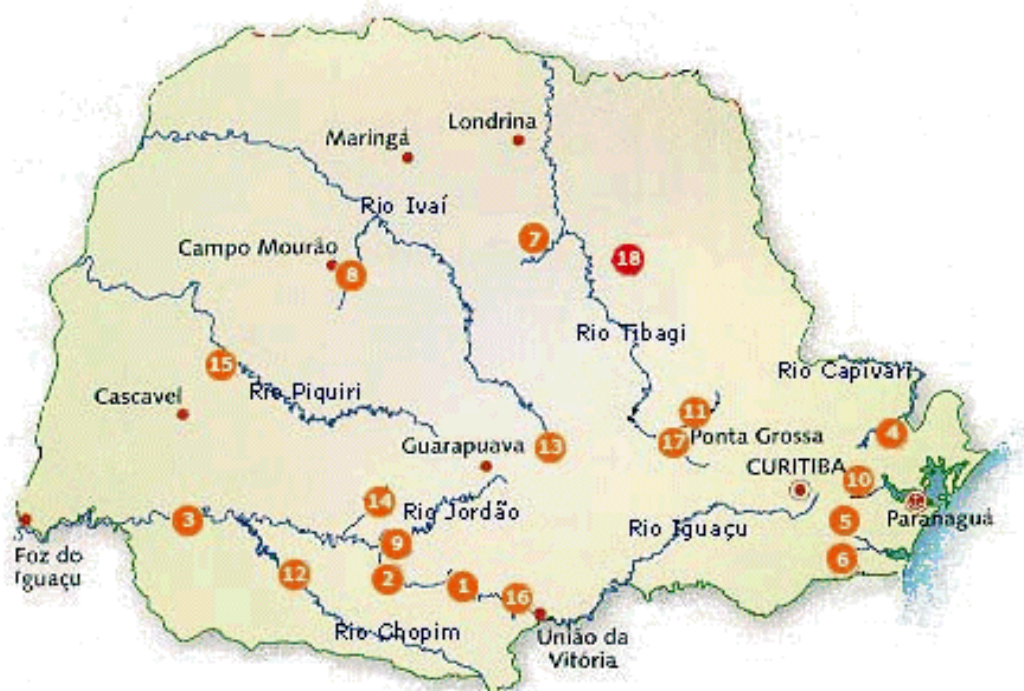 Londrina
Maringá
Rio Ivaí
7
Campo Mourão
18
8
Rio Tibagi
15
Rio Capivari
Rio Piquiri
Cascavel
11
4
Guarapuava
13
17
Ponta Grossa
CURITIBA
10
14
Rio Jordão
3
5
Paranaguá
Rio Iguaçu
9
6
Foz do
Iguaçu
12
2
1
16
Rio Chopim
União da
Vitória